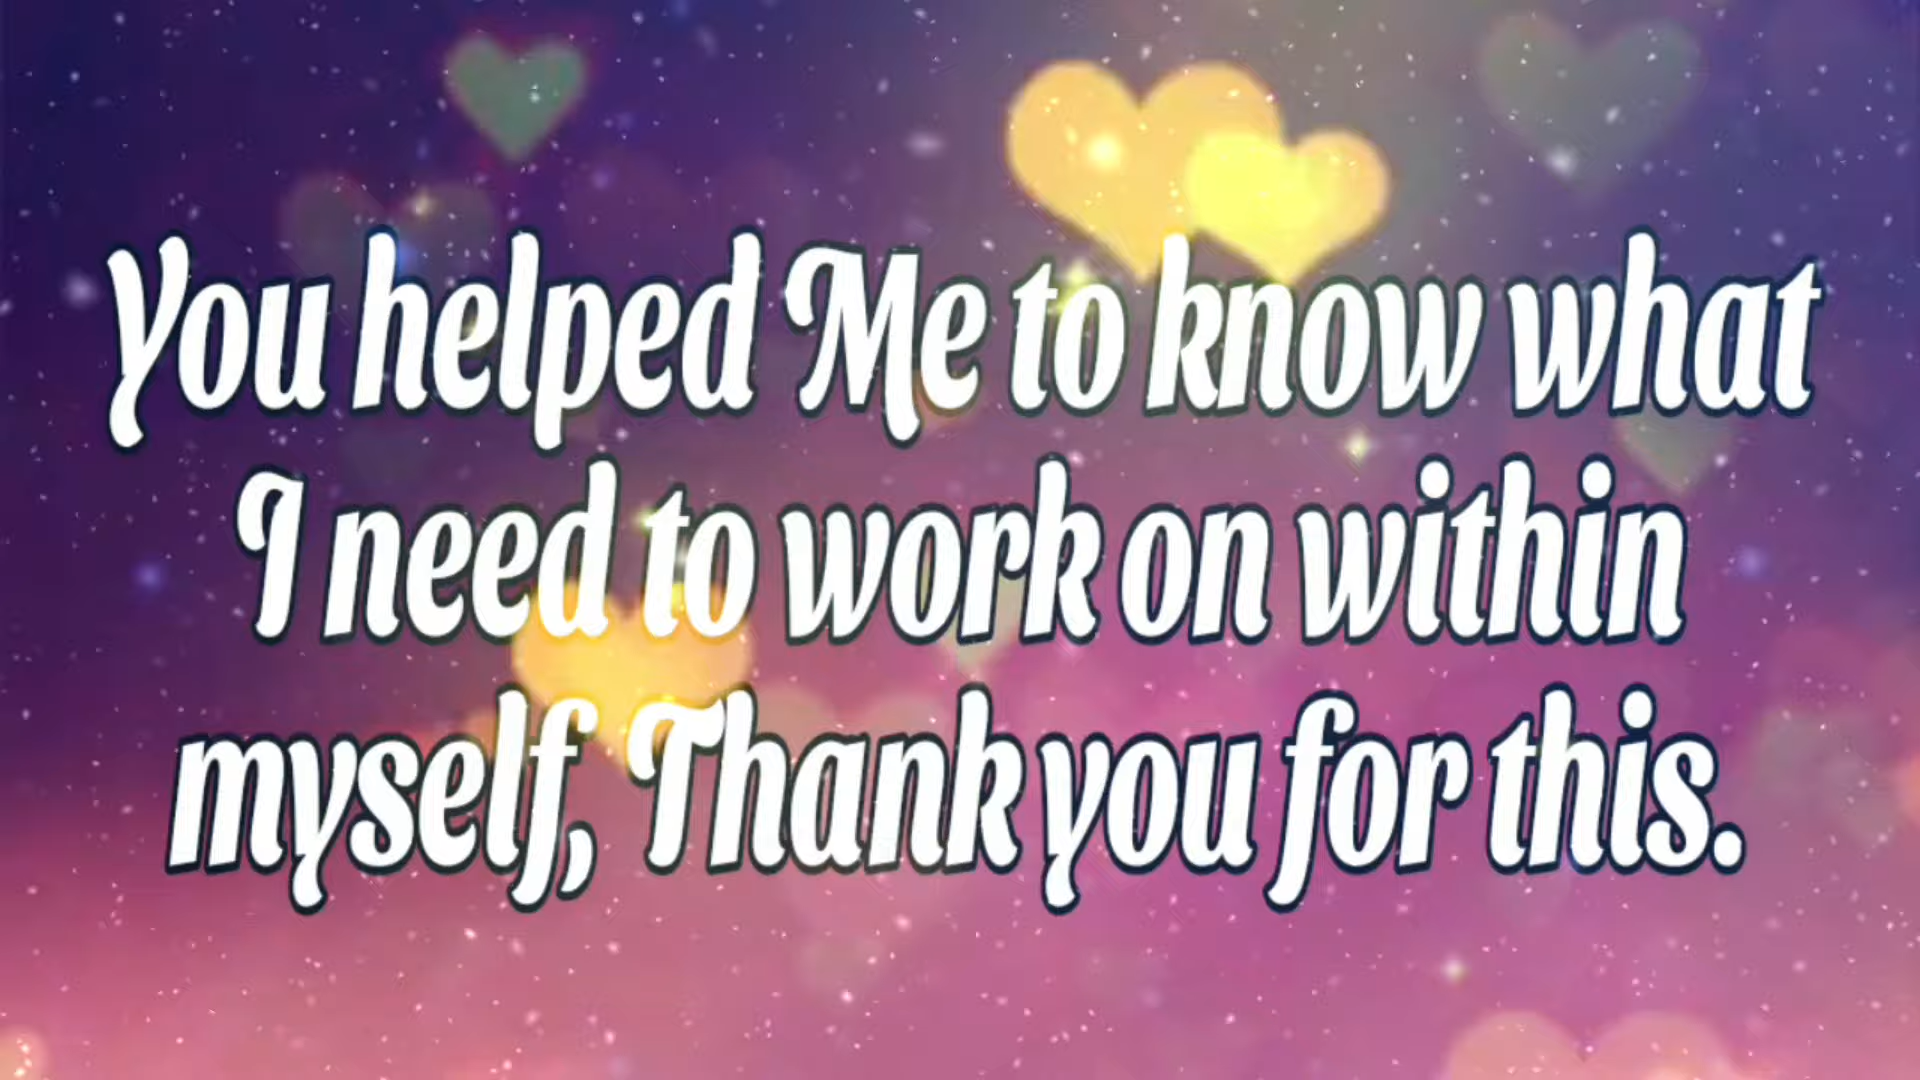 You helped Me to know what
I need to work on within
myself, Thank you for this.